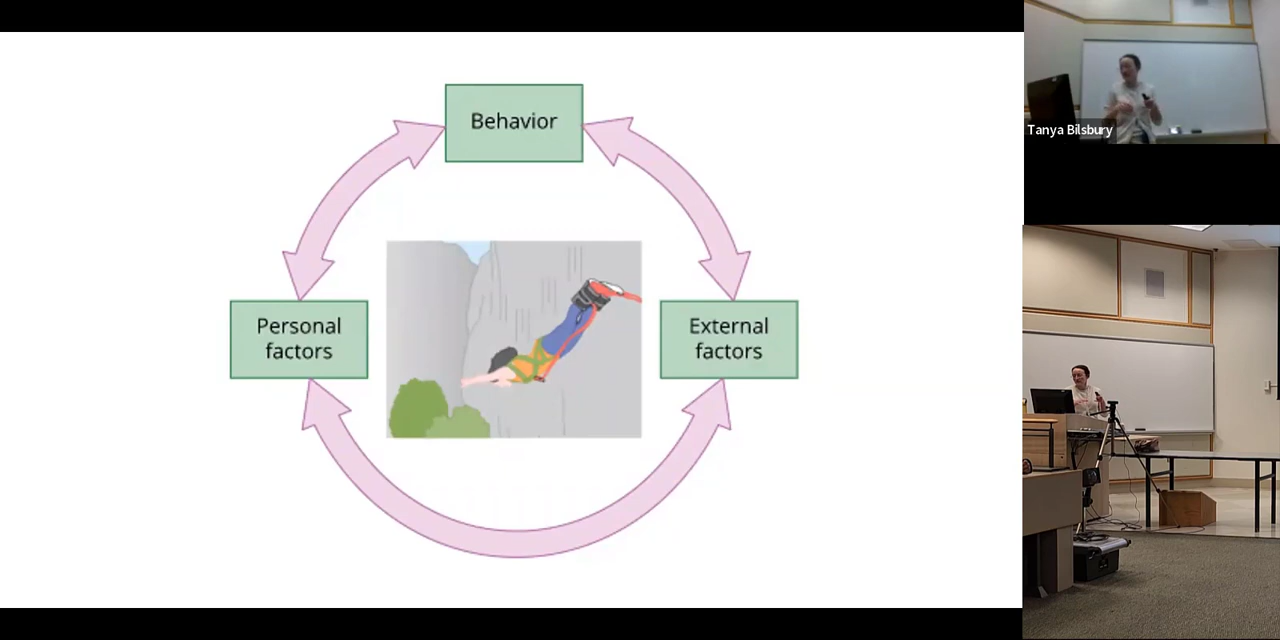 Behavior
Personal
factors
External
factors
Tanya Bilsbury